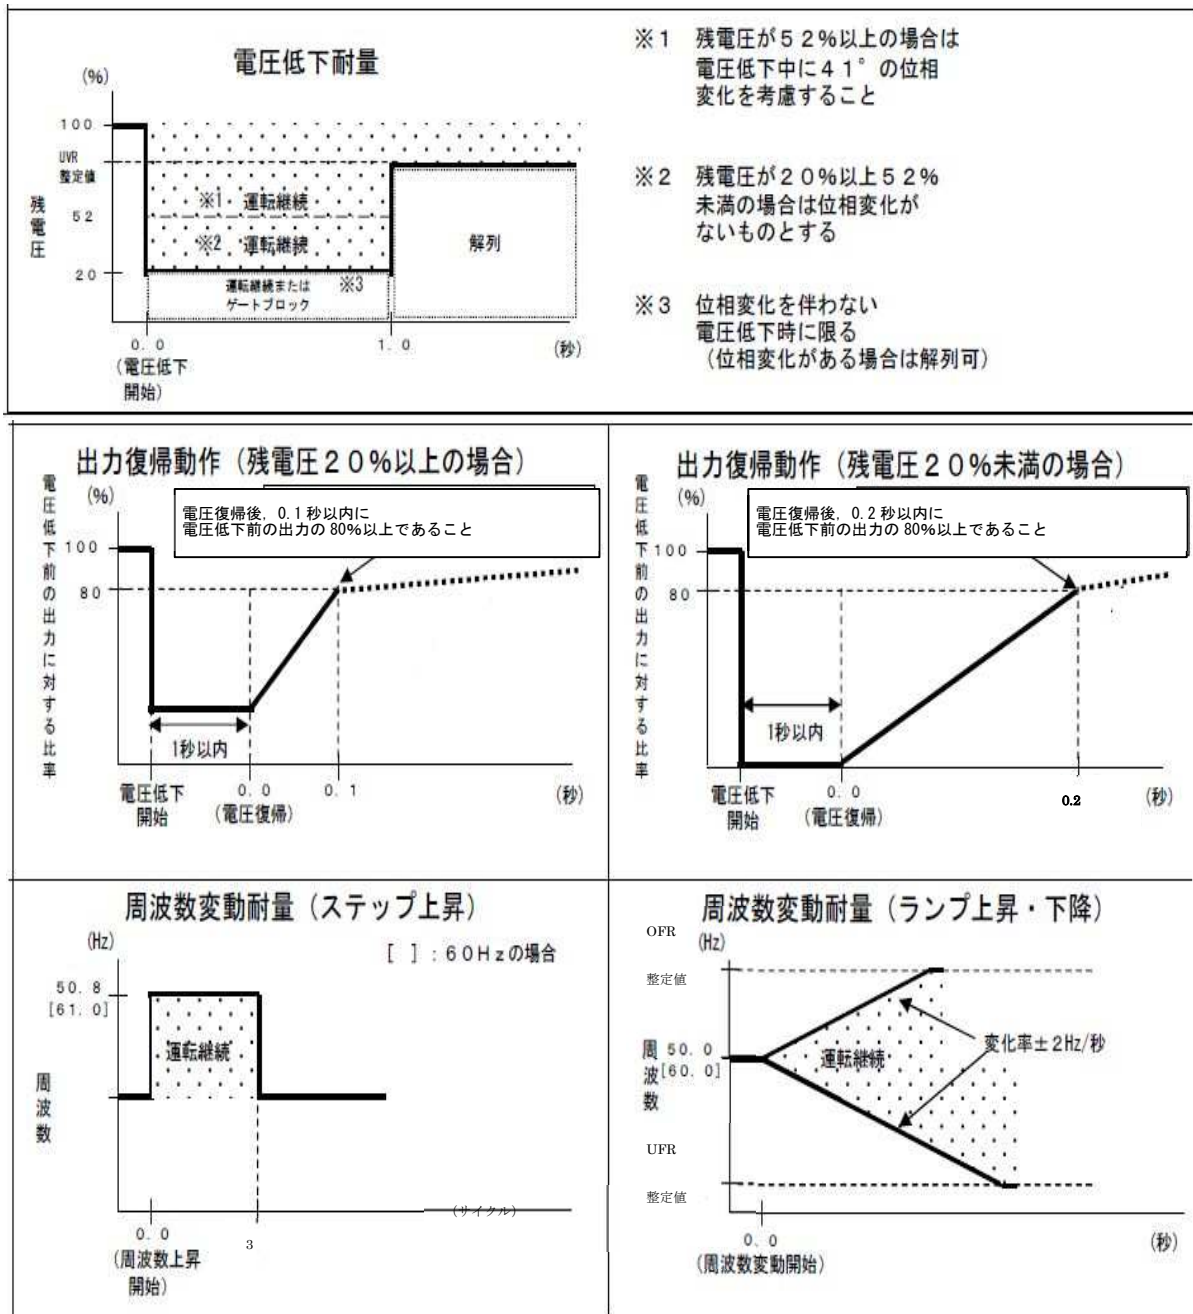 電圧低下耐量
(%)
100
UVR
整定値
残電圧
52
20
※1 運転継続
※2 運転継続
運転継続または ※3
ゲートブロック
解列
0.0
(電圧低下
開始)
1.0
(秒)
※1 残電圧が52%以上の場合は
電圧低下中に41°の位相
変化を考慮すること
※2 残電圧が20%以上52%
未満の場合は位相変化が
ないものとする
※3 位相変化を伴わない
電圧低下時に限る
(位相変化がある場合は解列可)
出力復帰動作(残電圧20%以上の場合)
電圧低下前の出力に対する比率
(%)
電圧復帰後, 0.1秒以内に
電圧低下前の出力の80%以上であること
100
80
1秒以内
電圧低下
開始
0.0
(電圧復帰)
0.1
(秒)
出力復帰動作(残電圧20%未満の場合)
電圧低下前の出力に対する比率
(%)
電圧復帰後, 0.2秒以内に
電圧低下前の出力の80%以上であること
100
80
1秒以内
電圧低下
開始
0.0
(電圧復帰)
0.2
(秒)
周波数変動耐量(ステップ上昇)
(Hz)
[ ]:60Hzの場合
50.8
[61.0]
運転継続
周波数
(サイクル)
0.0
(周波数上昇
開始)
3
周波数変動耐量(ランプ上昇・下降)
OFR
(Hz)
整定値
変化率±2Hz/秒
周波数
50.0
[60.0]
運転継続
UFR
整定値
0.0
(周波数変動開始)
(秒)